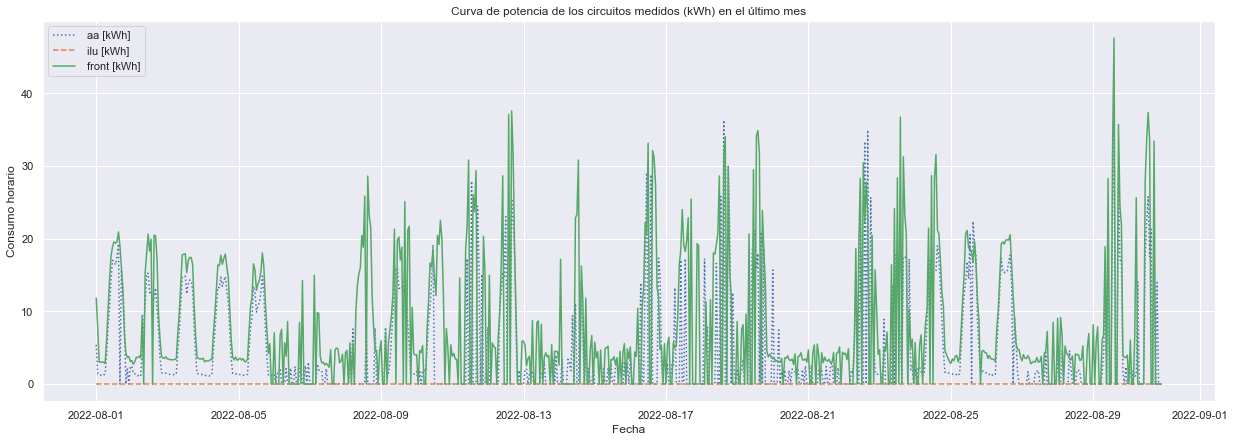 Curva de potencia de los circuitos medidos (kWh) en el último mes
aa [kWh]
ilu [kWh]
front [kWh]
Consumo horario
40
30
20
10
0
2022-08-01 2022-08-05 2022-08-09 2022-08-13 2022-08-17 2022-08-21 2022-08-25 2022-08-29 2022-09-01
Fecha